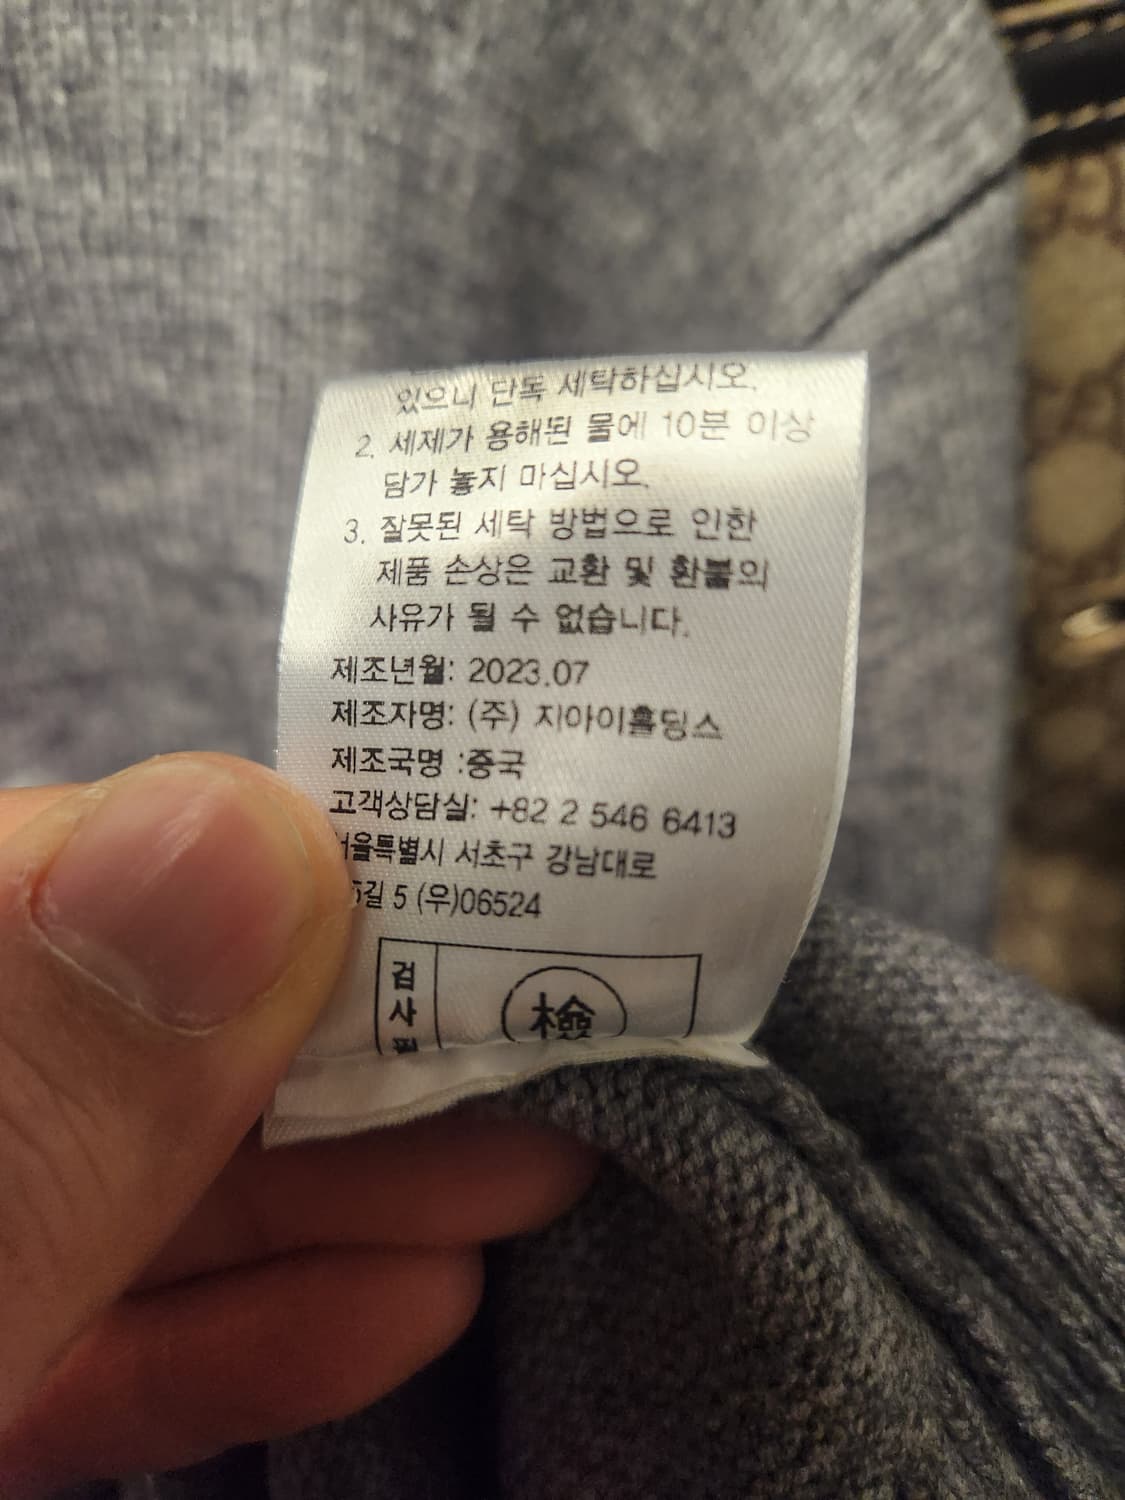 있으니 단독 세탁하십시오.
2. 세제가 용해된 물에 10분 이상
담가 놓지 마십시오.
3. 잘못된 세탁 방법으로 인한
제품 손상은 교환 및 환불의
사유가 될 수 없습니다.
제조년월: 2023.07
제조자명: (주) 지아이홀딩스
제조국명 :중국
고객상담실: +82 2 546 6413
서울특별시 서초구 강남대로
5길 5 (우)06524
검
사
필
檢